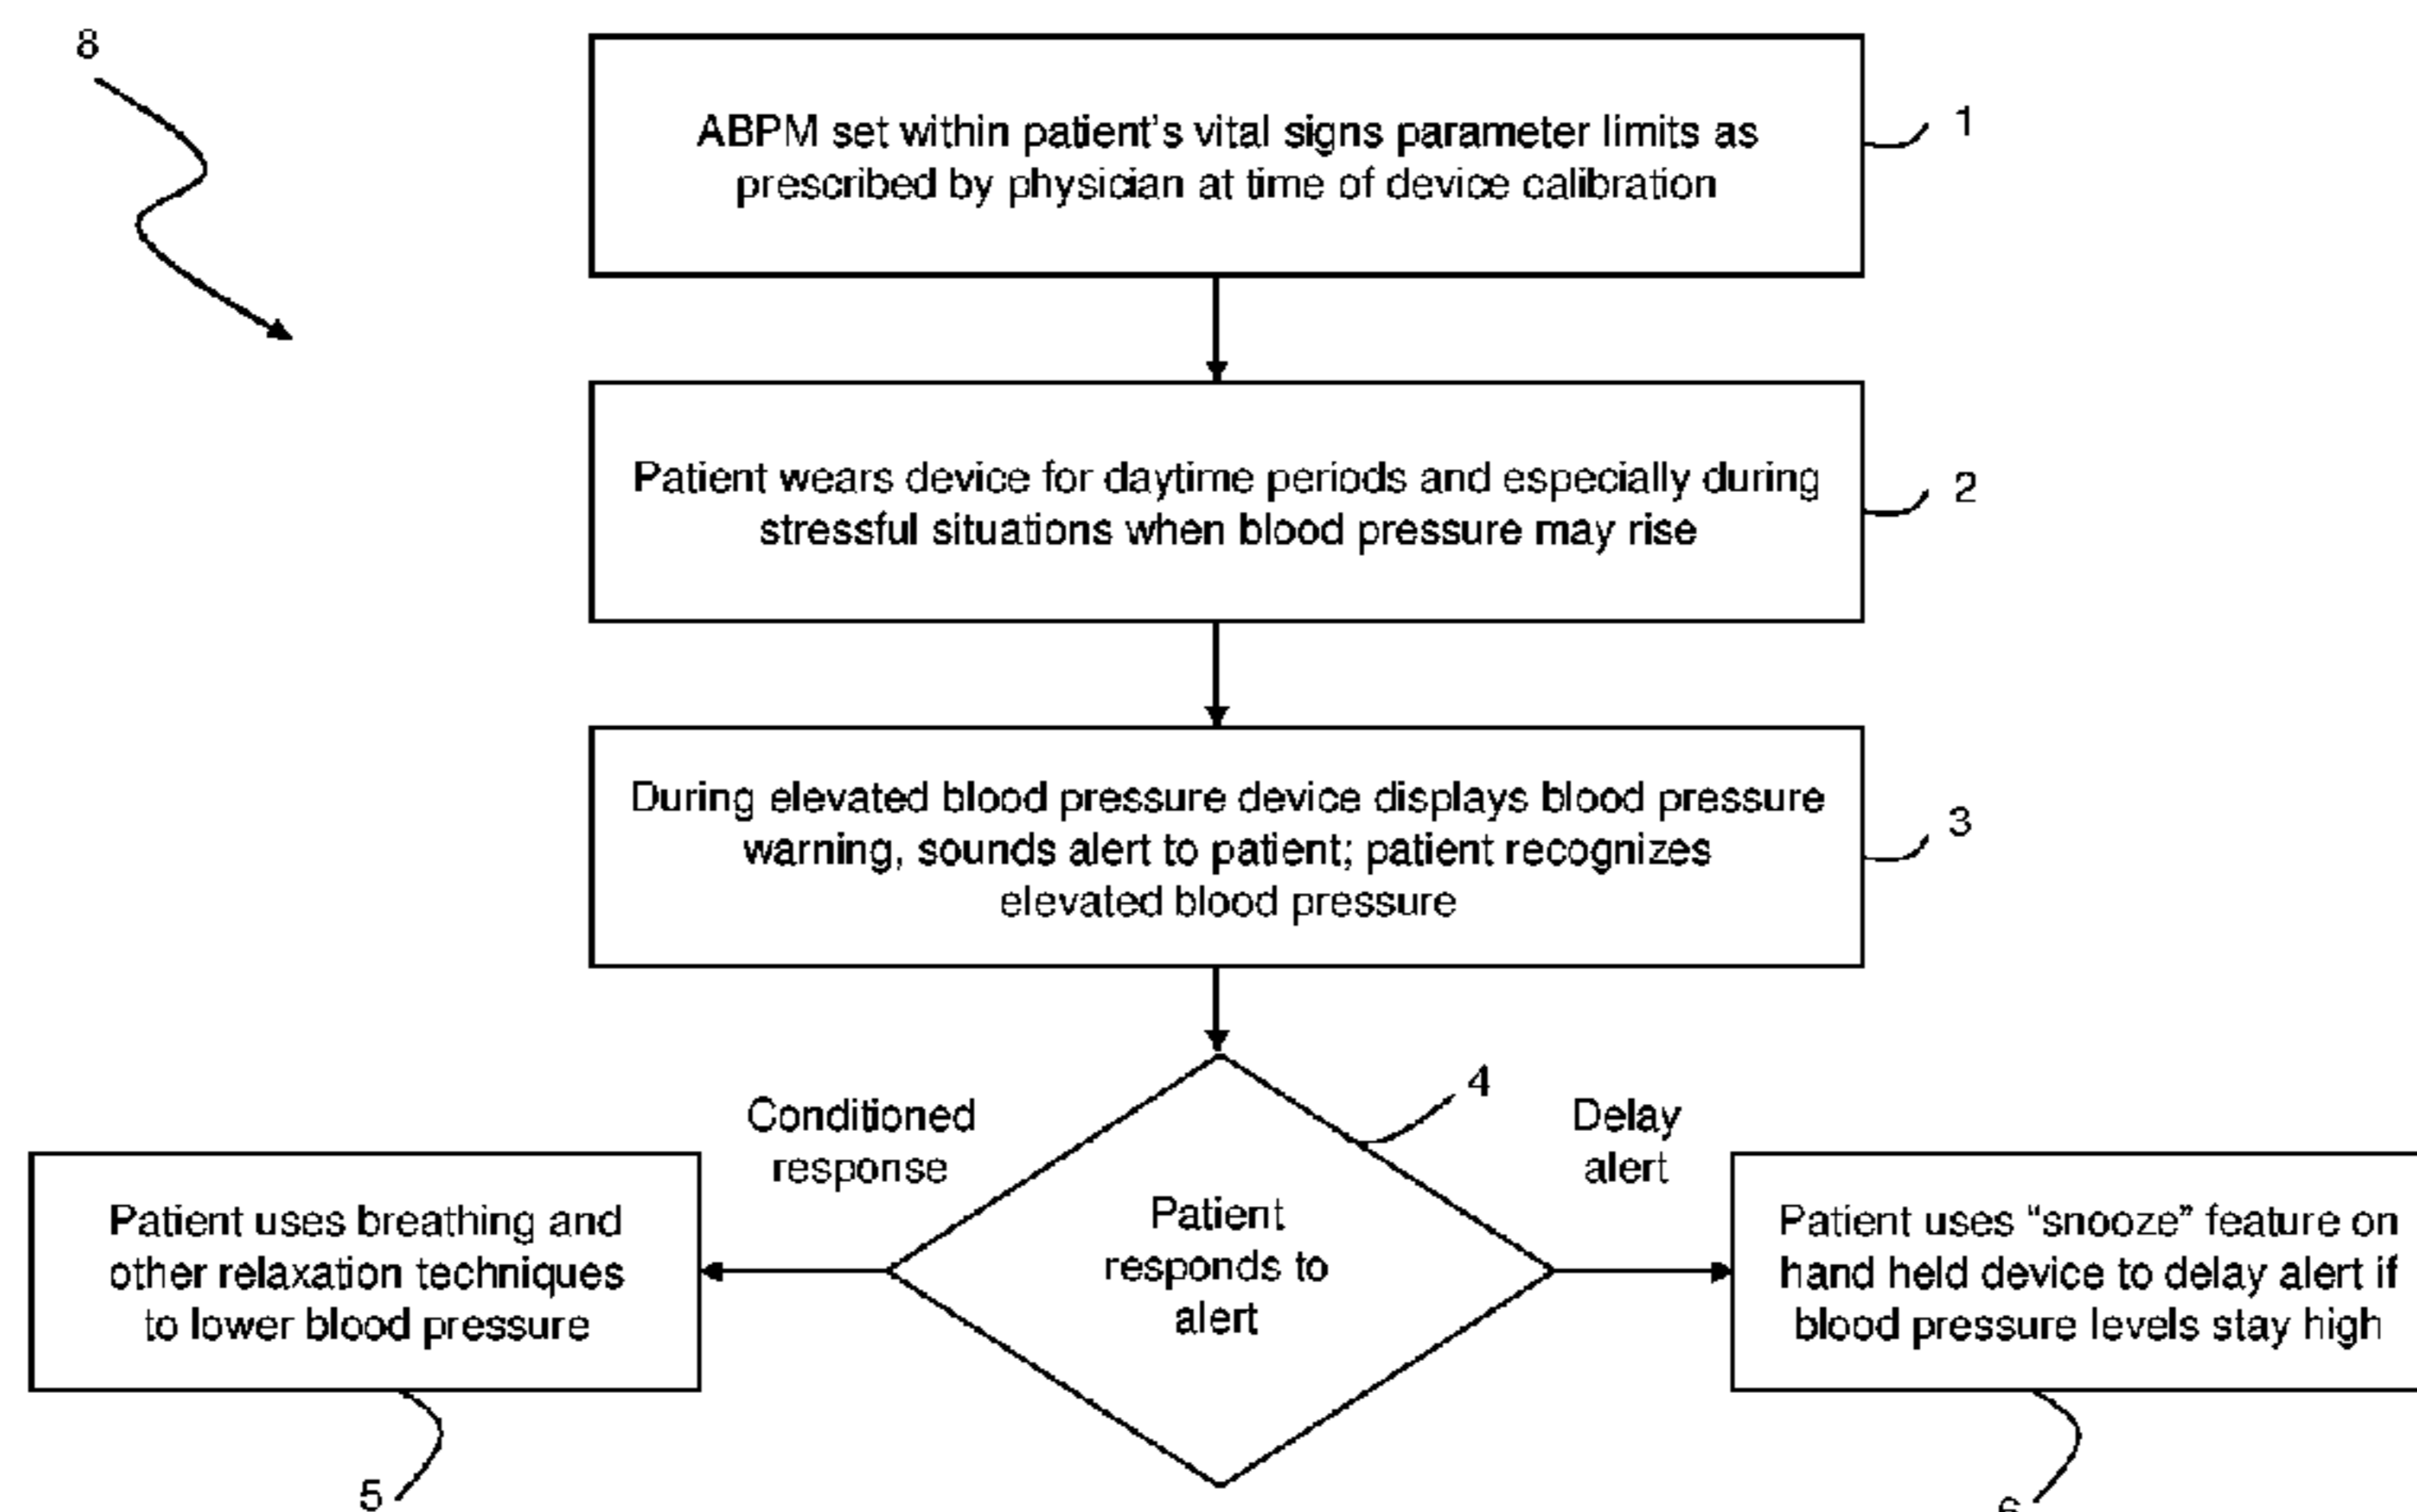 8
ABPM set within patient's vital signs parameter limits as
prescribed by physician at time of device calibration
1
Patient wears device for daytime periods and especially during
stressful situations when blood pressure may rise
2
During elevated blood pressure device displays blood pressure
warning, sounds alert to patient; patient recognizes
elevated blood pressure
3
4
Conditioned
response
Delay
alert
Patient uses breathing and
other relaxation techniques
to lower blood pressure
Patient
responds to
alert
Patient uses “snooze” feature on
hand held device to delay alert if
blood pressure levels stay high
5
6